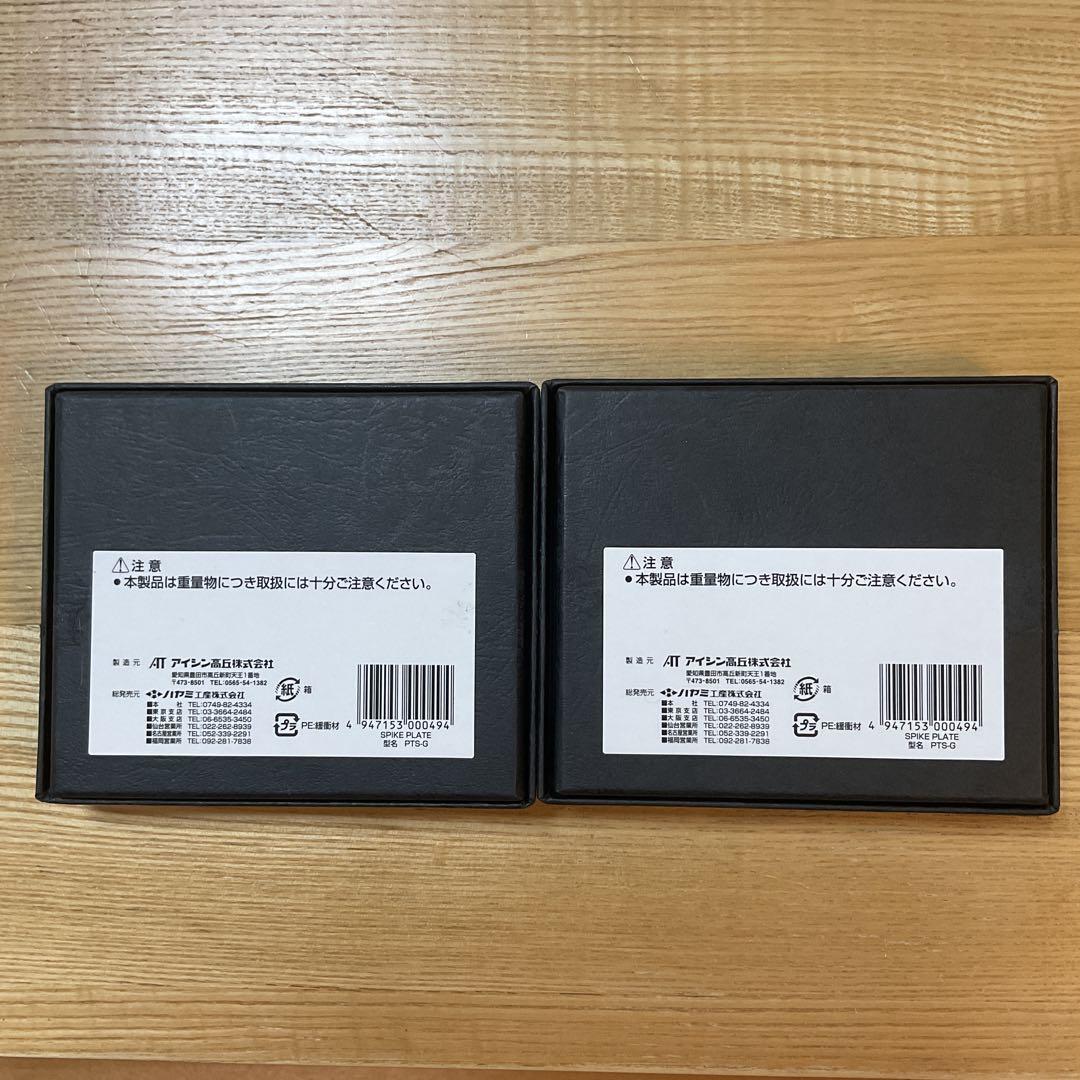 注意
●本製品は重量物につき取扱には十分ご注意ください。
製造元 AT アイシン高丘株式会社
愛知県豊田市高丘新町天王1番地
〒473-8501 TEL:0565-54-1382
総発売元 ハヤミ工産株式会社
■本社 TEL:0749-82-4334
■東京支店 TEL:03-3664-2484
■大阪支店 TEL:06-6535-3450
■仙台営業所 TEL:022-262-8939
■名古屋営業所 TEL:052-339-2291
■福岡営業所 TEL:092-281-7838
紙 箱
プラ PE:緩衝材
4 947153 000494
SPIKE PLATE
型名 PTS-G
注意
●本製品は重量物につき取扱には十分ご注意ください。
製造元 AT アイシン高丘株式会社
愛知県豊田市高丘新町天王1番地
〒473-8501 TEL:0565-54-1382
総発売元 ハヤミ工産株式会社
■本社 TEL:0749-82-4334
■東京支店 TEL:03-3664-2484
■大阪支店 TEL:06-6535-3450
■仙台営業所 TEL:022-262-8939
■名古屋営業所 TEL:052-339-2291
■福岡営業所 TEL:092-281-7838
紙 箱
プラ PE:緩衝材
4 947153 000494
SPIKE PLATE
型名 PTS-G